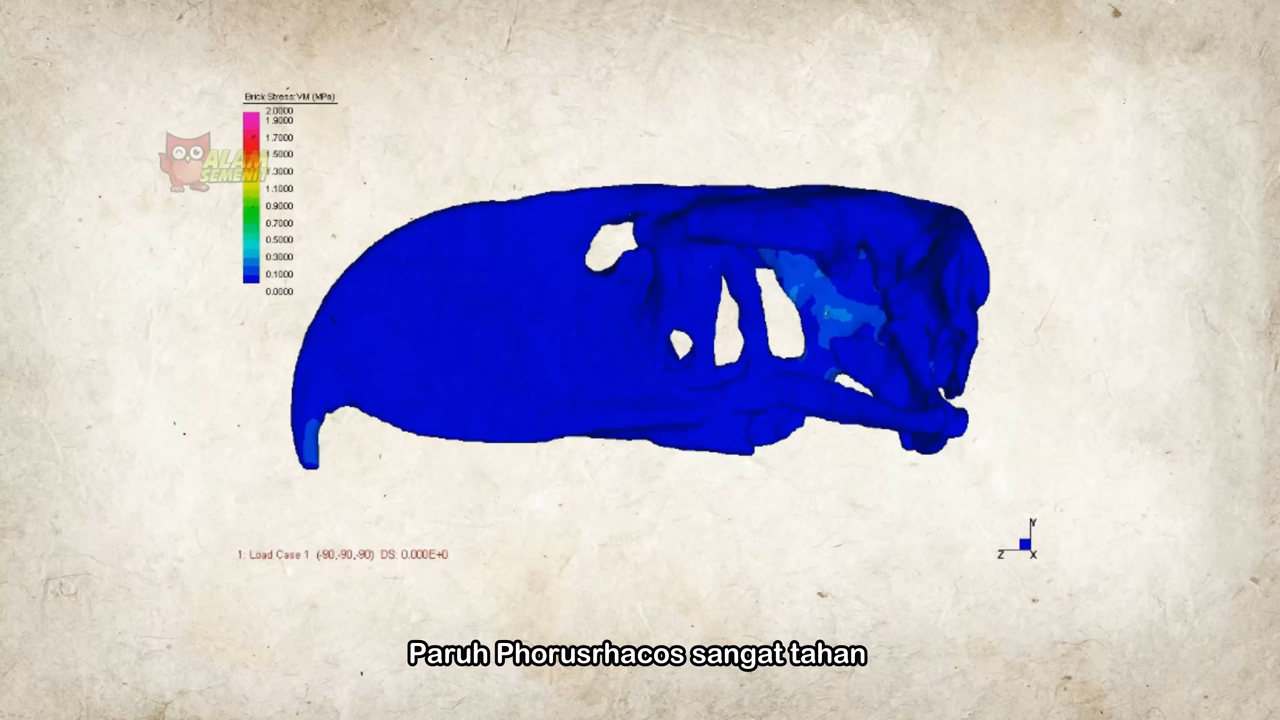 Brick Stress:VM (MPa)
2.0000
1.9000
1.7000
1.5000
1.3000
1.1000
0.9000
0.7000
0.5000
0.3000
0.1000
0.0000
ALAM
SEMENIT
Y
Z
X
1: Load Case 1 (-90,-90,-90) DS: 0.000E+0
Paruh Phorusrhacos sangat tahan